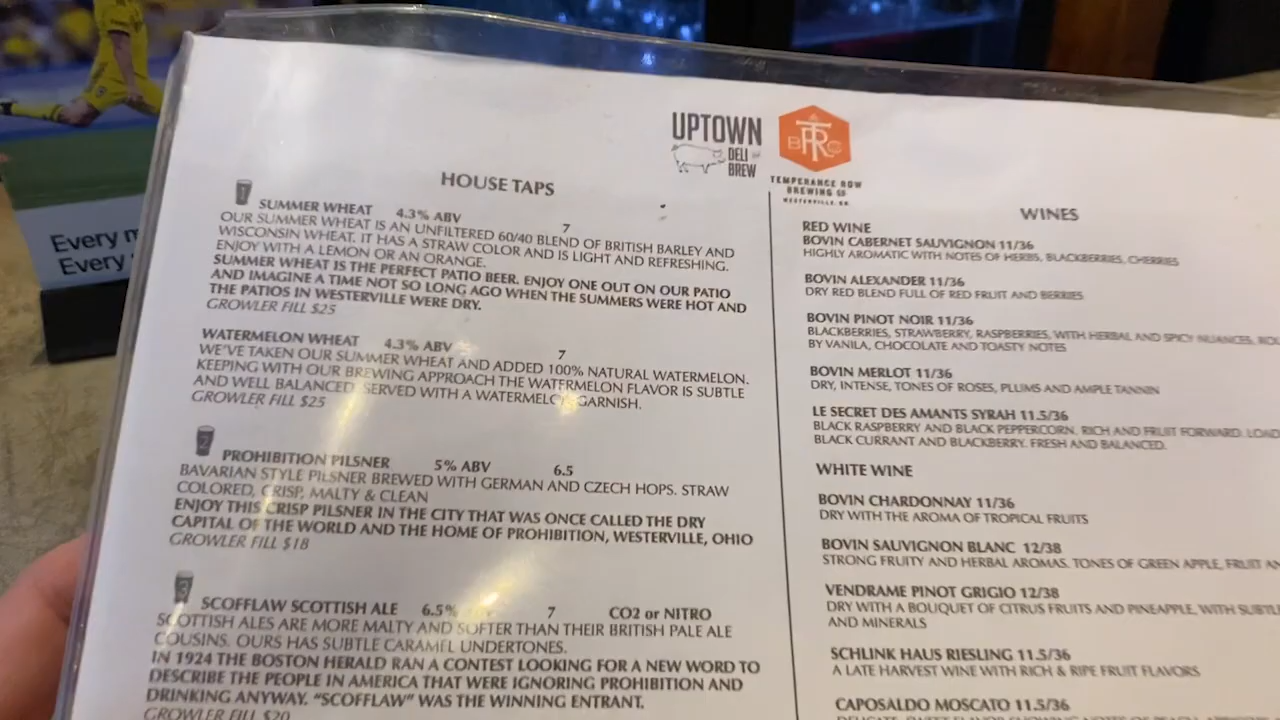 Every
Every
UPTOWN
DELI
BREW
TEMPERANCE ROW
BREWING CO
WESTERVILLE, OH
HOUSE TAPS
1
SUMMER WHEAT 4.3% ABV 7
OUR SUMMER WHEAT IS AN UNFILTERED 60/40 BLEND OF BRITISH BARLEY AND
WISCONSIN WHEAT. IT HAS A STRAW COLOR AND IS LIGHT AND REFRESHING.
ENJOY WITH A LEMON OR AN ORANGE.
SUMMER WHEAT IS THE PERFECT PATIO BEER. ENJOY ONE OUT ON OUR PATIO
AND IMAGINE A TIME NOT SO LONG AGO WHEN THE SUMMERS WERE HOT AND
THE PATIOS IN WESTERVILLE WERE DRY.
GROWLER FILL $25
WATERMELON WHEAT 4.3% ABV 7
WE'VE TAKEN OUR SUMMER WHEAT AND ADDED 100% NATURAL WATERMELON.
KEEPING WITH OUR BREWING APPROACH THE WATERMELON FLAVOR IS SUBTLE
AND WELL BALANCED SERVED WITH A WATERMELON GARNISH.
GROWLER FILL $25
2
PROHIBITION PILSNER 5% ABV 6.5
BAVARIAN STYLE PILSNER BREWED WITH GERMAN AND CZECH HOPS. STRAW
COLORED, CRISP, MALTY & CLEAN
ENJOY THIS CRISP PILSNER IN THE CITY THAT WAS ONCE CALLED THE DRY
CAPITAL OF THE WORLD AND THE HOME OF PROHIBITION, WESTERVILLE, OHIO
GROWLER FILL $18
3
SCOFFLAW SCOTTISH ALE 6.5% 7 CO2 or NITRO
SCOTTISH ALES ARE MORE MALTY AND SOFTER THAN THEIR BRITISH PALE ALE
COUSINS. OURS HAS SUBTLE CARAMEL UNDERTONES.
IN 1924 THE BOSTON HERALD RAN A CONTEST LOOKING FOR A NEW WORD TO
DESCRIBE THE PEOPLE IN AMERICA THAT WERE IGNORING PROHIBITION AND
DRINKING ANYWAY. "SCOFFLAW" WAS THE WINNING ENTRANT.
GROWLER FILL $20
WINES
RED WINE
BOVIN CABERNET SAUVIGNON 11/36
HIGHLY AROMATIC WITH NOTES OF HERBS, BLACKBERRIES, CHERRIES
BOVIN ALEXANDER 11/36
DRY RED BLEND FULL OF RED FRUIT AND BERRIES
BOVIN PINOT NOIR 11/36
BLACKBERRIES, STRAWBERRY, RASPBERRIES, WITH HERBAL AND SPICY NUANCES,
BY VANILA, CHOCOLATE AND TOASTY NOTES
BOVIN MERLOT 11/36
DRY, INTENSE, TONES OF ROSES, PLUMS AND AMPLE TANNIN
LE SECRET DES AMANTS SYRAH 11.5/36
BLACK RASPBERRY AND BLACK PEPPERCORN. RICH AND FRUIT FORWARD.
BLACK CURRANT AND BLACKBERRY. FRESH AND BALANCED.
WHITE WINE
BOVIN CHARDONNAY 11/36
DRY WITH THE AROMA OF TROPICAL FRUITS
BOVIN SAUVIGNON BLANC 12/38
STRONG FRUITY AND HERBAL AROMAS. TONES OF GREEN APPLE, FRUIT
VENDRAME PINOT GRIGIO 12/38
DRY WITH A BOUQUET OF CITRUS FRUITS AND PINEAPPLE, WITH
AND MINERALS
SCHLINK HAUS RIESLING 11.5/36
A LATE HARVEST WINE WITH RICH & RIPE FRUIT FLAVORS
CAPOSALDO MOSCATO 11.5/36